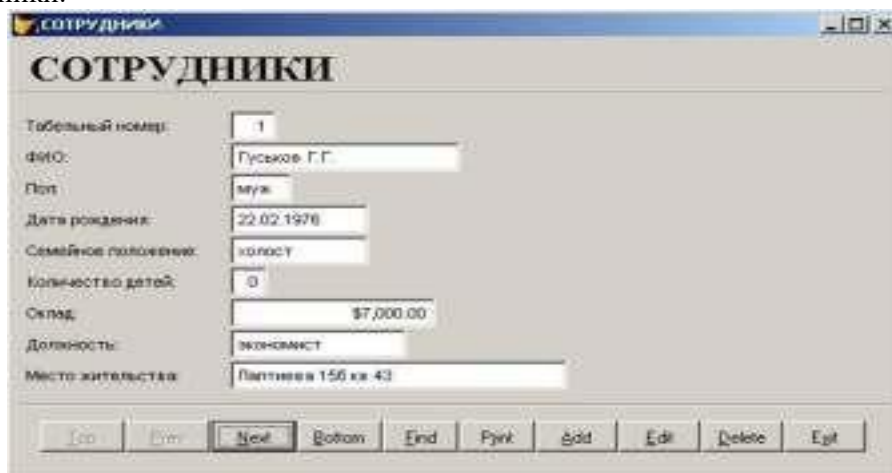 СОТРУДНИКИ
СОТРУДНИКИ
Табельный номер: 1
ФИО: Гуськов Г.Г.
Пол муж
Дата рождения: 22.02.1976
Семейное положение: холост
Количество детей: 0
Оклад: $7,000.00
Должность: экономист
Место жительства: 156 кв 43
Top Prev Next Bottom Find Print Add Edit Delete Exit